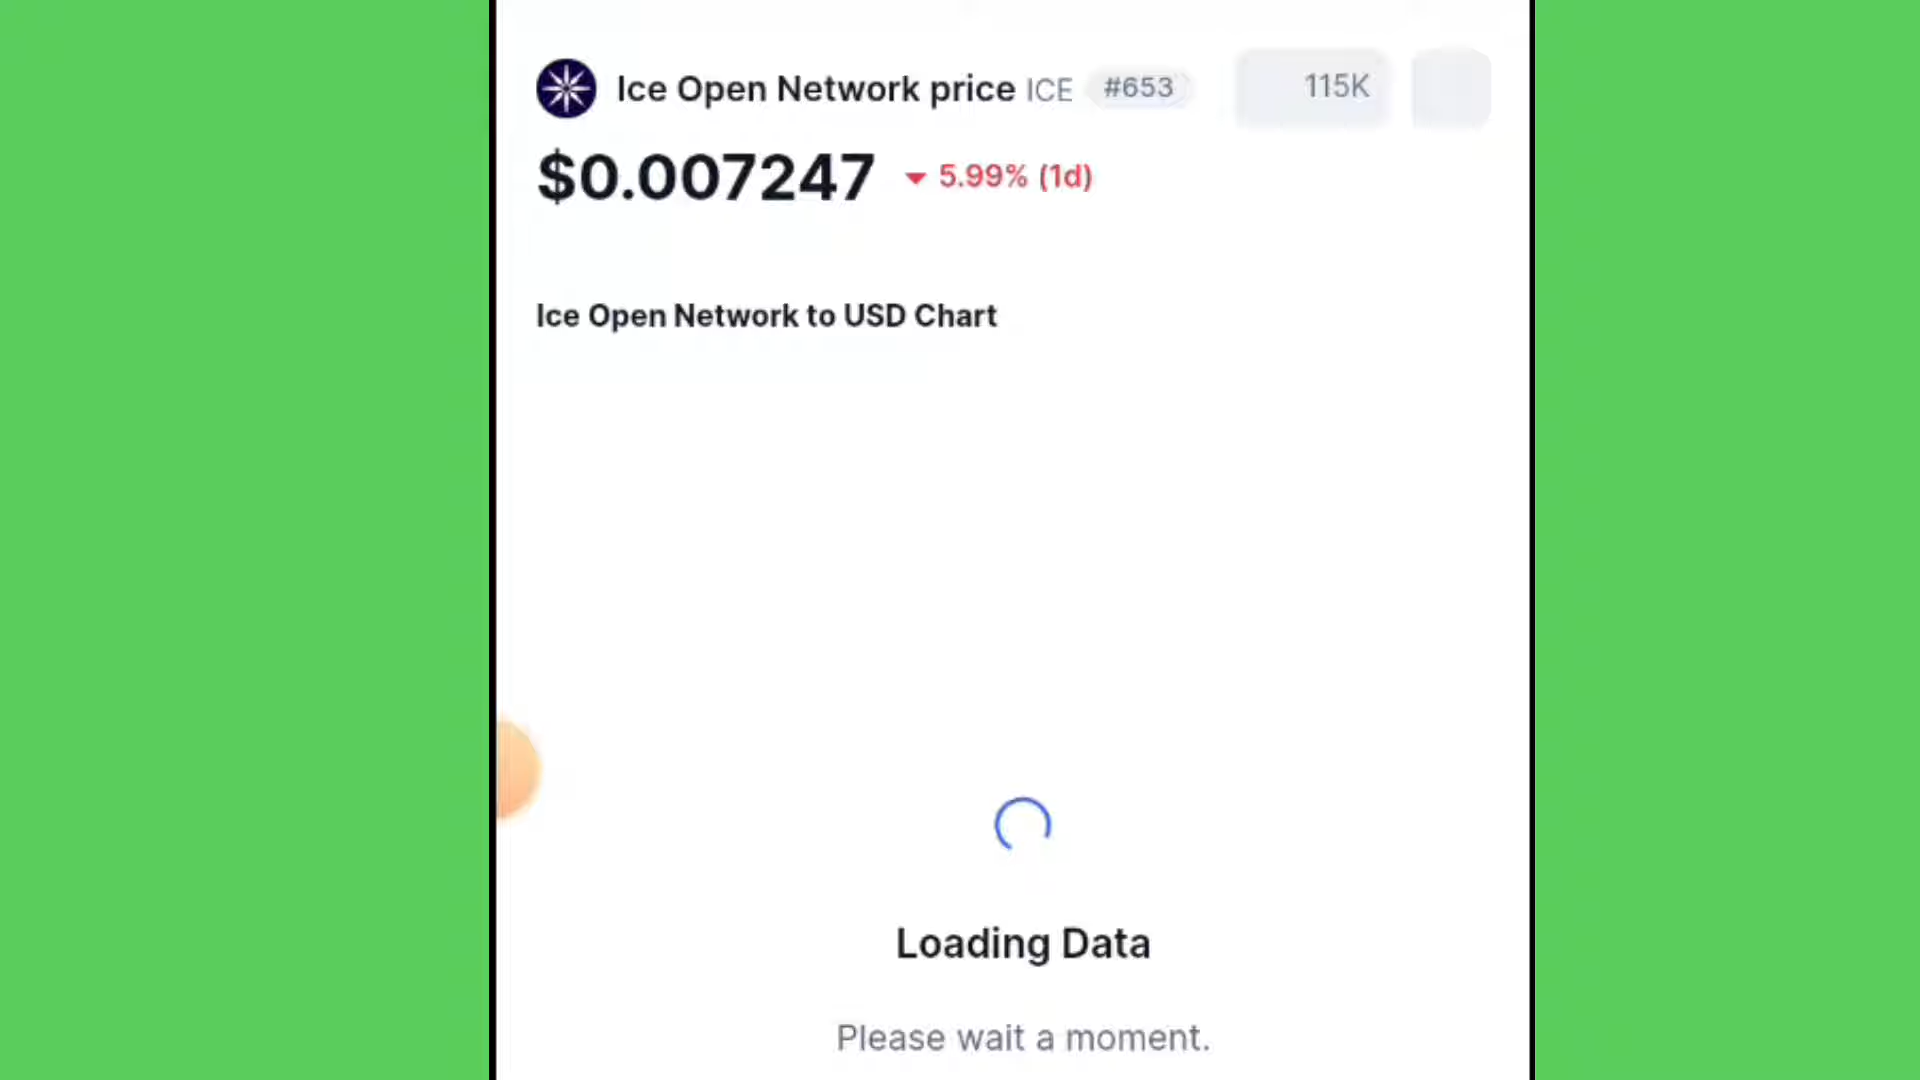 Ice Open Network price ICE #653 115K
$0.007247 5.99% (1d)
Ice Open Network to USD Chart
Loading Data
Please wait a moment.